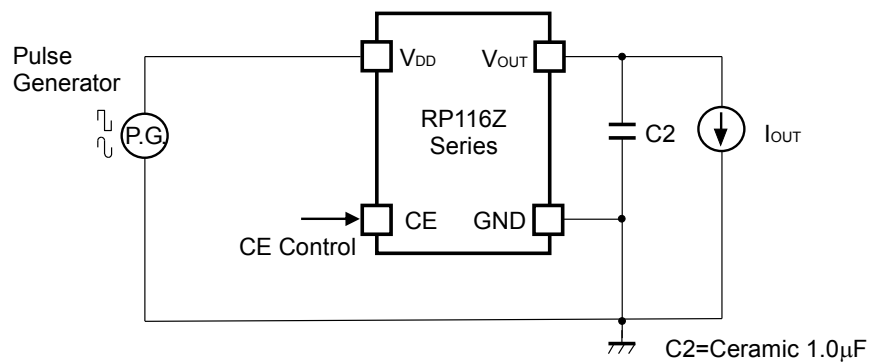 Pulse
Generator
P.G.
VDD
VOUT
RP116Z
Series
C2
IOUT
CE
GND
CE Control
C2=Ceramic 1.0μF